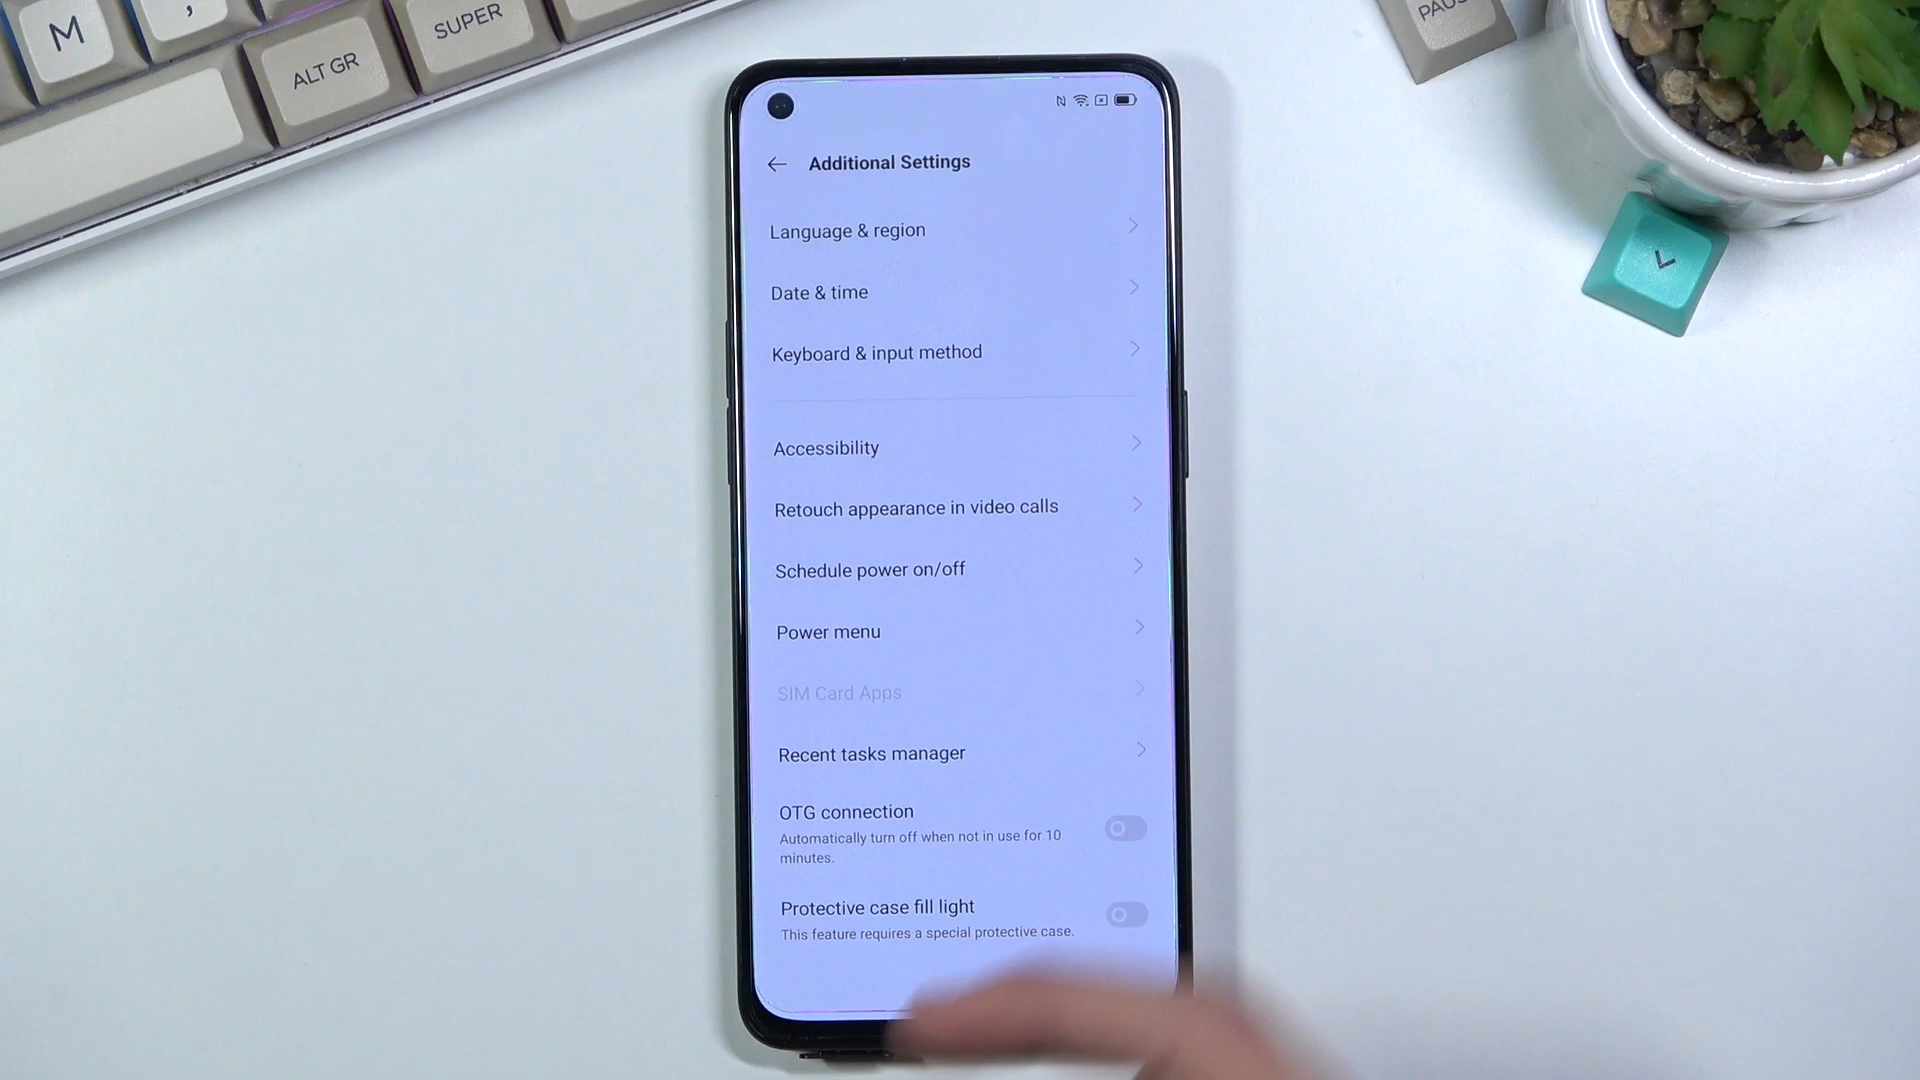 M
,
ALT GR
SUPER
PAUS
Additional Settings
Language & region
Date & time
Keyboard & input method
Accessibility
Retouch appearance in video calls
Schedule power on/off
Power menu
SIM Card Apps
Recent tasks manager
OTG connection
Automatically turn off when not in use for 10
minutes.
Protective case fill light
This feature requires a special protective case.